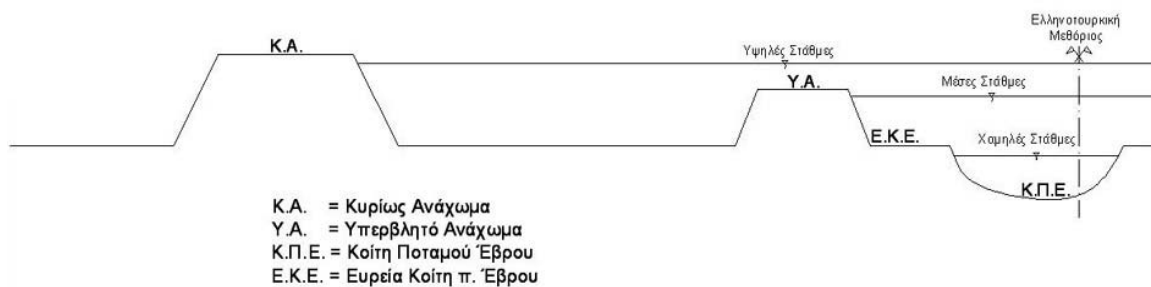 Ελληνοτουρκική
Μεθόριος
Κ.Α.
Υψηλές Στάθμες
Υ.Α.
Μέσες Στάθμες
Ε.Κ.Ε.
Χαμηλές Στάθμες
Κ.Π.Ε.
Κ.Α. = Κυρίως Ανάχωμα
Υ.Α. = Υπερβλητό Ανάχωμα
Κ.Π.Ε. = Κοίτη Ποταμού Έβρου
Ε.Κ.Ε. = Ευρεία Κοίτη π. Έβρου